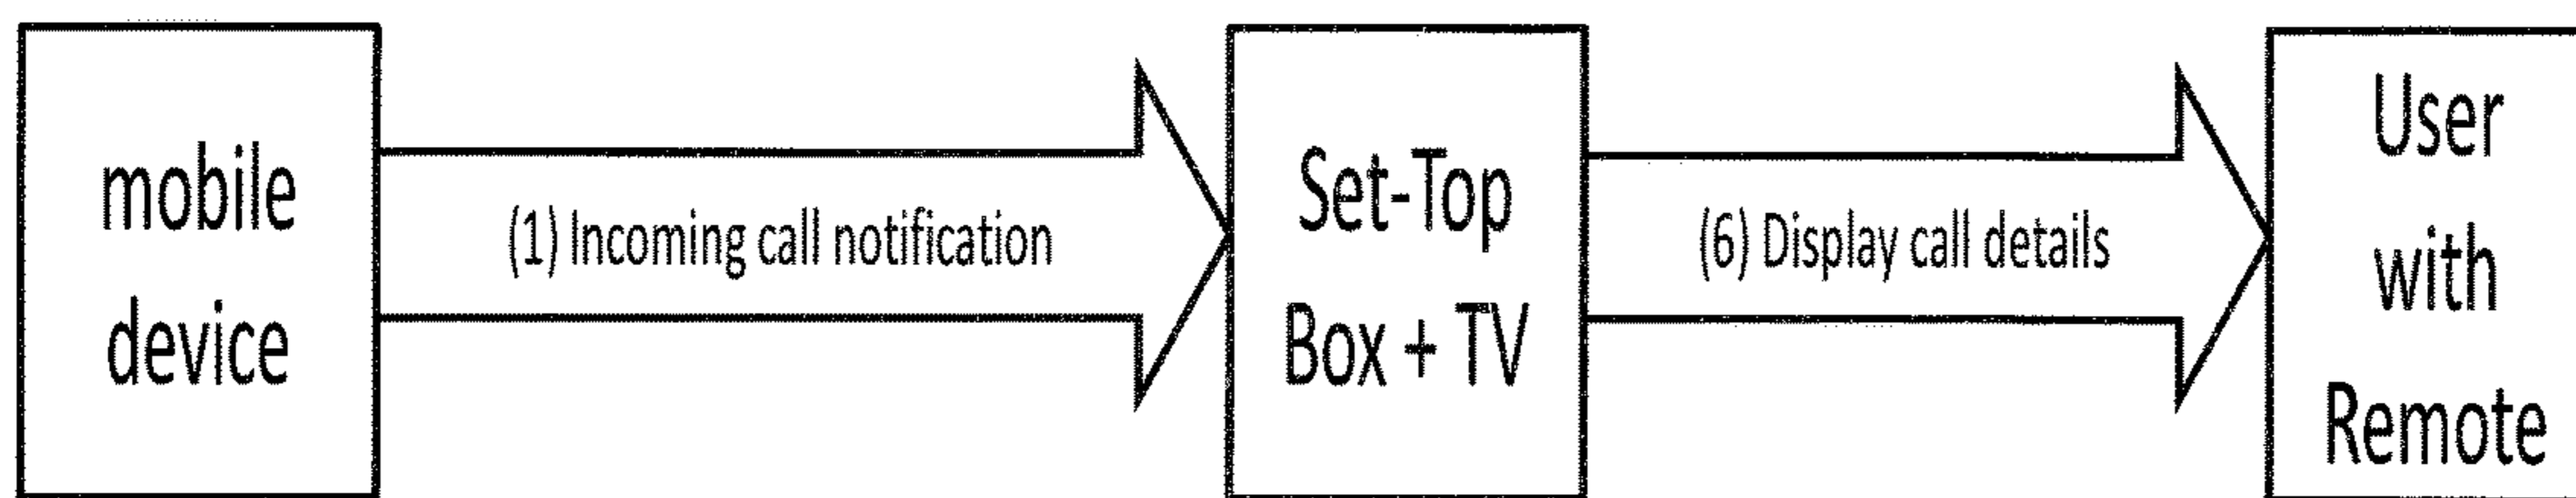 mobile
device
(1) Incoming call notification
Set-Top
Box + TV
(6) Display call details
User
with
Remote